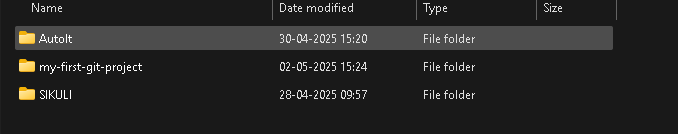 Name Date modified Type Size
AutoIt 30-04-2025 15:20 File folder
my-first-git-project 02-05-2025 15:24 File folder
SIKULI 28-04-2025 09:57 File folder